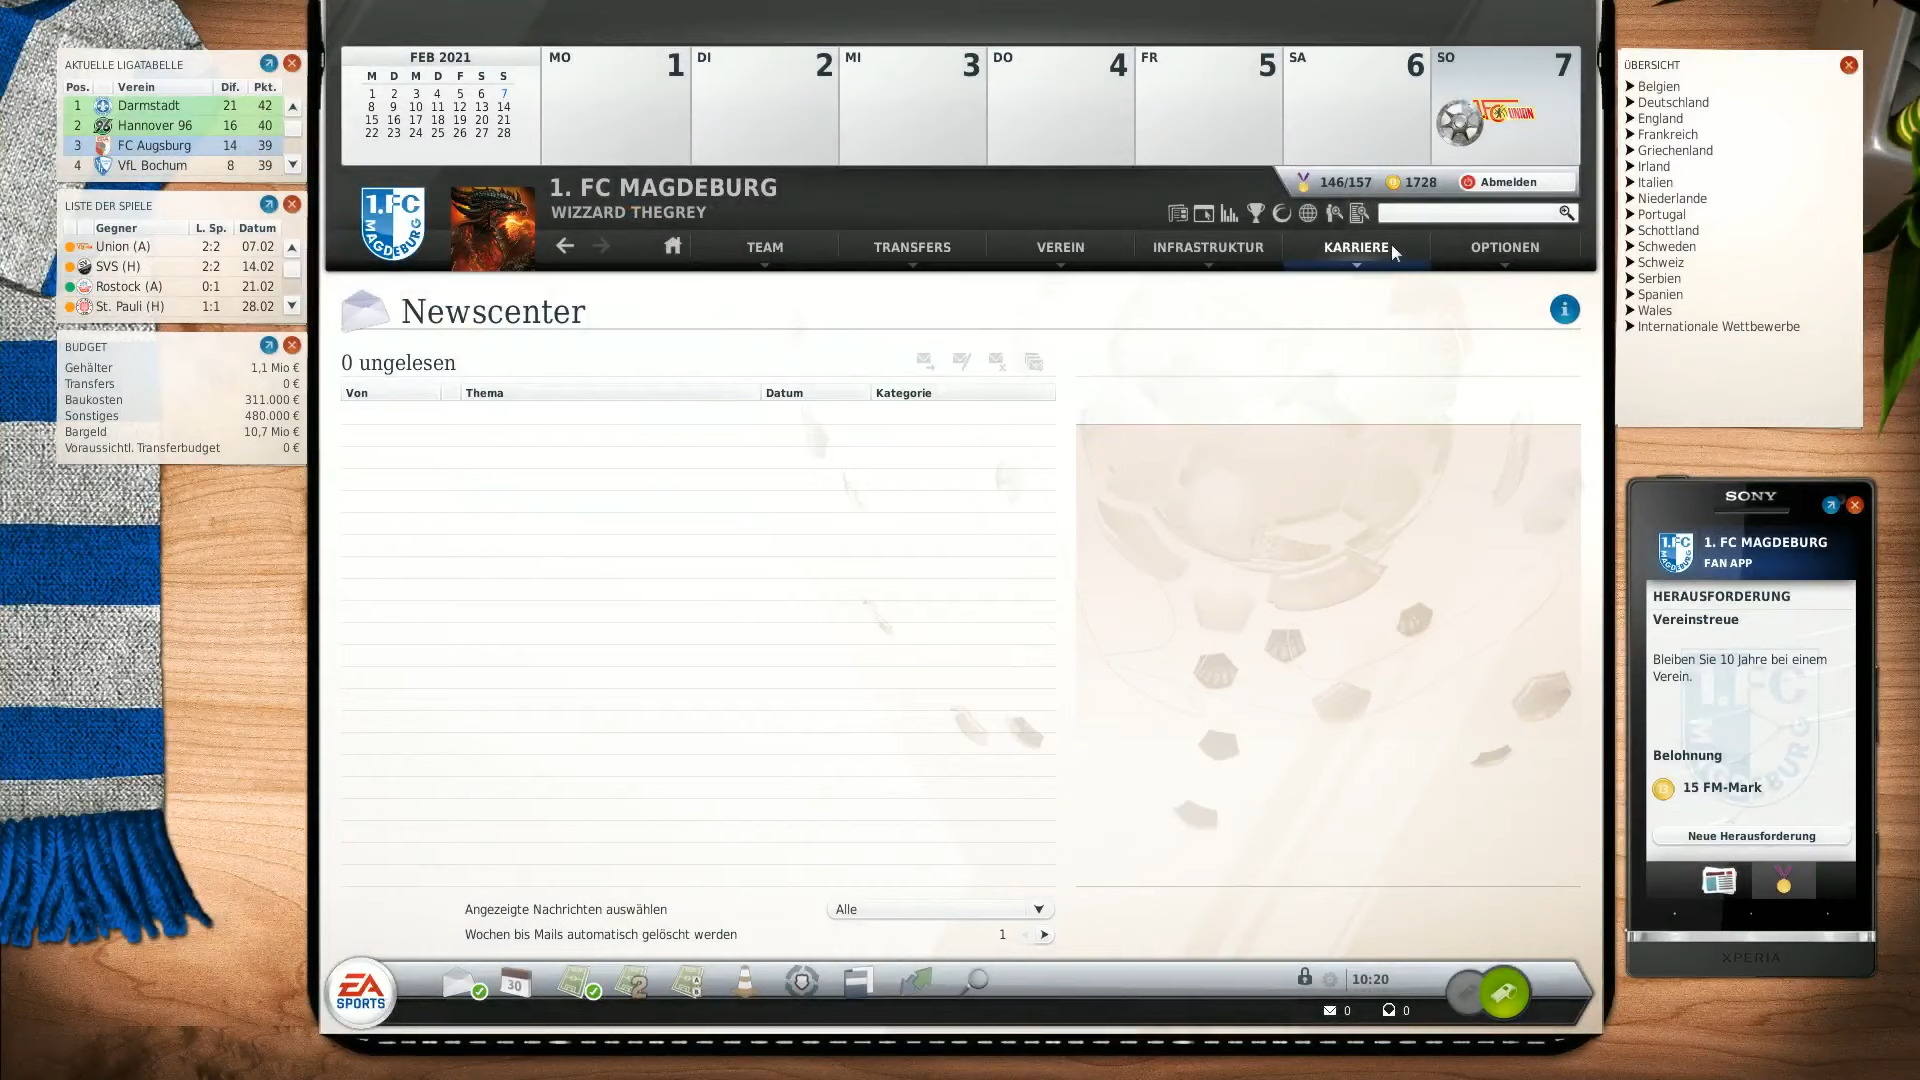 AKTUELLE LIGATABELLE
Pos. Verein Dif. Pkt.
1 Darmstadt 21 42
2 Hannover 96 16 40
3 FC Augsburg 14 39
4 VfL Bochum 8 39
LISTE DER SPIELE
Gegner L. Sp. Datum
Union (A) 2:2 07.02
SVS (H) 2:2 14.02
Rostock (A) 0:1 21.02
St. Pauli (H) 1:1 28.02
BUDGET
Gehälter 1,1 Mio €
Transfers 0 €
Baukosten 311.000 €
Sonstiges 480.000 €
Bargeld 10,7 Mio €
Voraussichtl. Transferbudget 0 €
FEB 2021
M D M D F S S
1 2 3 4 5 6 7
8 9 10 11 12 13 14
15 16 17 18 19 20 21
22 23 24 25 26 27 28
MO 1 DI 2 MI 3 DO 4 FR 5 SA 6 SO 7
FC UNION
1.FC MAGDEBURG
1. FC MAGDEBURG
WIZZARD THEGREY
146/157 1728 Abmelden
TEAM TRANSFERS VEREIN INFRASTRUKTUR KARRIERE OPTIONEN
Newscenter
0 ungelesen
Von Thema Datum Kategorie
Angezeigte Nachrichten auswählen Alle
Wochen bis Mails automatisch gelöscht werden 1
EA SPORTS
30
2
10:20
0 0
ÜBERSICHT
Belgien
Deutschland
England
Frankreich
Griechenland
Irland
Italien
Niederlande
Portugal
Schottland
Schweden
Schweiz
Serbien
Spanien
Wales
Internationale Wettbewerbe
SONY
1.FC MAGDEBURG
1. FC MAGDEBURG
FAN APP
HERAUSFORDERUNG
Vereinstreue
Bleiben Sie 10 Jahre bei einem
Verein.
Belohnung
15 FM-Mark
Neue Herausforderung
XPERIA